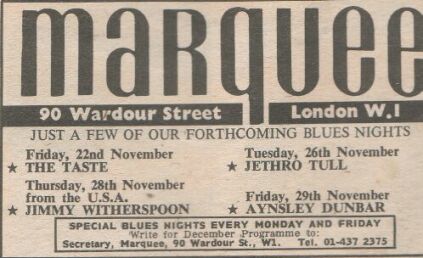 marquee
90 Wardour Street London W.1
JUST A FEW OF OUR FORTHCOMING BLUES NIGHTS
Friday, 22nd November
★ THE TASTE
Tuesday, 26th November
★ JETHRO TULL
Thursday, 28th November
from the U.S.A.
★ JIMMY WITHERSPOON
Friday, 29th November
★ AYNSLEY DUNBAR
SPECIAL BLUES NIGHTS EVERY MONDAY AND FRIDAY
Write for December Programme to:
Secretary, Marquee, 90 Wardour St., W1. Tel. 01-437 2375